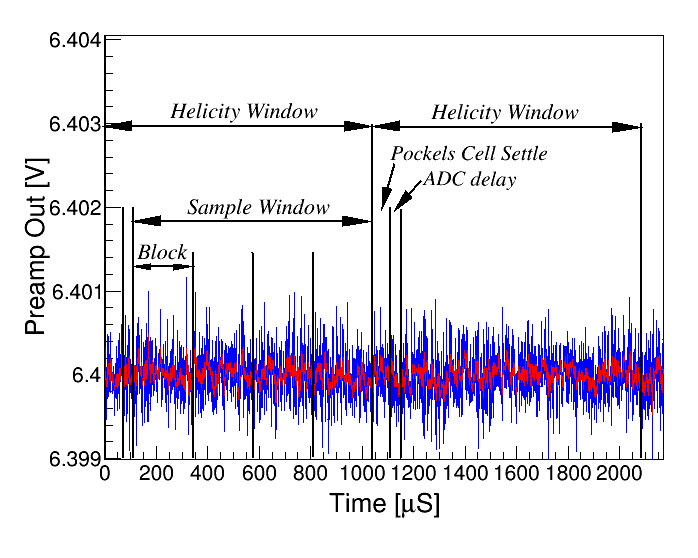 6.404
Helicity Window
Helicity Window
6.403
Pockels Cell Settle
ADC delay
Sample Window
6.402
Block
6.401
6.4
6.399
Preamp Out [V]
0 200 400 600 800 1000 1200 1400 1600 1800 2000
Time [μS]